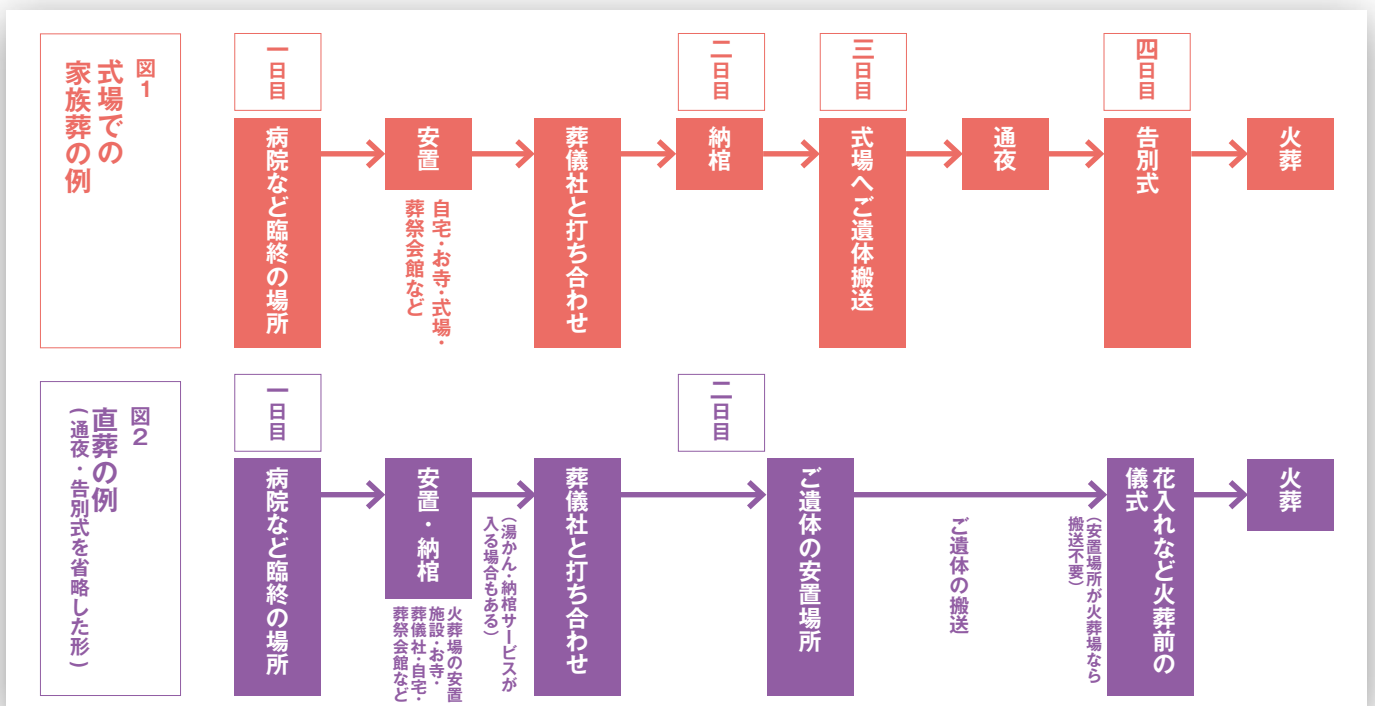 図1
式場での
家族葬の例
一日目
病院など臨終の場所
安置
自宅・お寺・式場・
葬祭会館など
葬儀社と打ち合わせ
二日目
納棺
三日目
式場へご遺体搬送
通夜
四日目
告別式
火葬
図2
直葬の例
(通夜・告別式を省略した形)
一日目
病院など臨終の場所
安置・納棺
火葬場の安置
施設・お寺・
葬儀社・自宅・
葬祭会館など
(湯かん・納棺サービスが
入る場合もある)
葬儀社と打ち合わせ
二日目
ご遺体の安置場所
ご遺体の搬送
(安置場所が火葬場なら
搬送不要)
花入れなど火葬前の
儀式
火葬